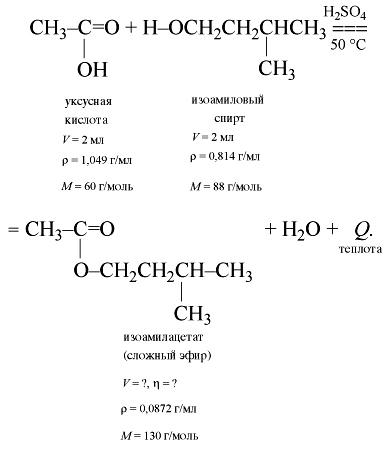 CH₃–C=O + H–OCH₂CH₂CHCH₃
H₂SO₄
===
50 °C
OH
CH₃
уксусная
кислота
V = 2 мл
ρ = 1,049 г/мл
M = 60 г/моль
изоамиловый
спирт
V = 2 мл
ρ = 0,814 г/мл
M = 88 г/моль
= CH₃–C=O
+ H₂O + Q.
теплота
O–CH₂CH₂CH–CH₃
CH₃
изоамилацетат
(сложный эфир)
V = ?, η = ?
ρ = 0,0872 г/мл
M = 130 г/моль